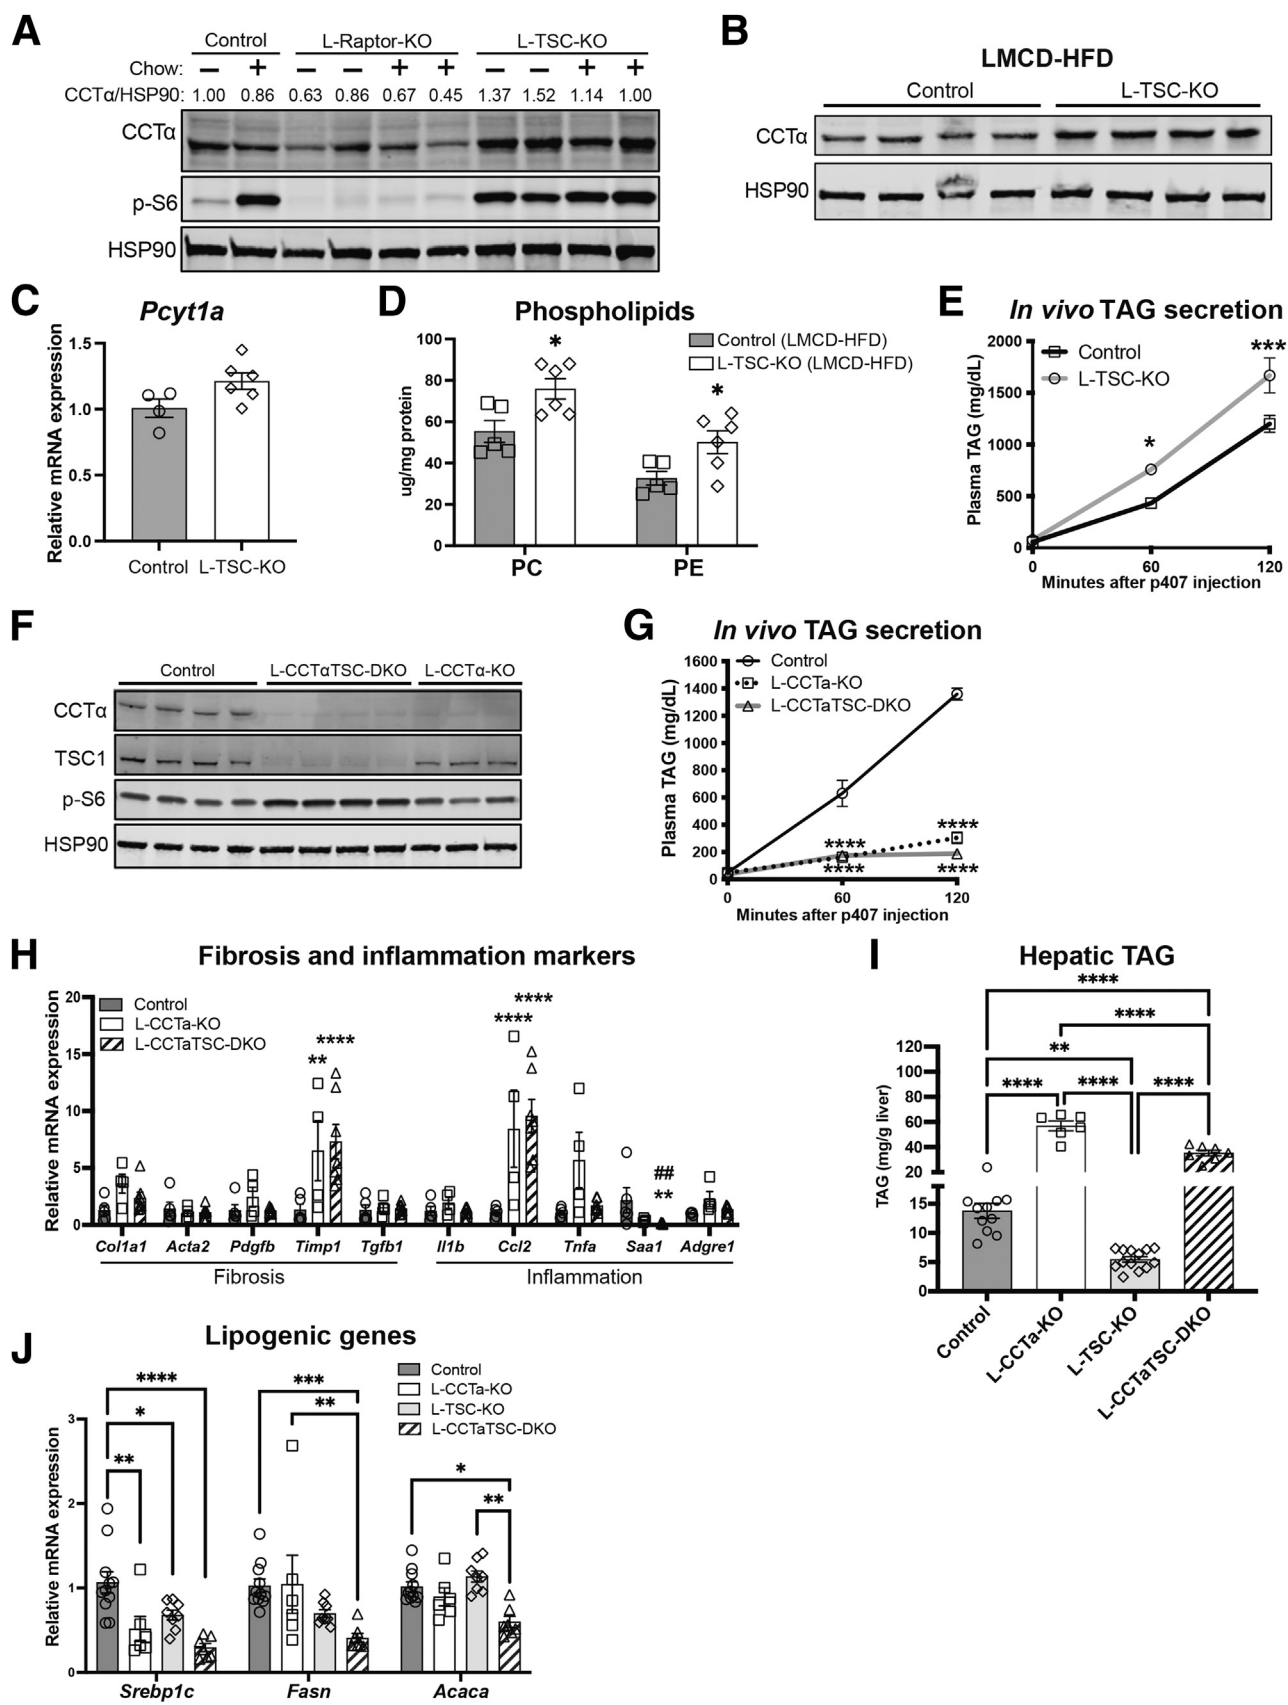 A
Control L-Raptor-KO L-TSC-KO
Chow: − + − − + + − − + +
CCTα/HSP90: 1.00 0.86 0.63 0.86 0.67 0.45 1.37 1.52 1.14 1.00
CCTα
p-S6
HSP90
B
LMCD-HFD
Control L-TSC-KO
CCTα
HSP90
C
Pcyt1a
Relative mRNA expression
1.5
1.0
0.5
0.0
Control L-TSC-KO
D
Phospholipids
Control (LMCD-HFD)
L-TSC-KO (LMCD-HFD)
ug/mg protein
100
80
60
40
20
0
*
*
PC PE
E
In vivo TAG secretion
Control
L-TSC-KO
Plasma TAG (mg/dL)
2000
1500
1000
500
0
*
***
0 60 120
Minutes after p407 injection
F
Control L-CCTαTSC-DKO L-CCTα-KO
CCTα
TSC1
p-S6
HSP90
G
In vivo TAG secretion
Control
L-CCTa-KO
L-CCTaTSC-DKO
Plasma TAG (mg/dL)
1600
1400
1200
1000
800
600
400
200
0
**** ****
**** ****
0 60 120
Minutes after p407 injection
H
Fibrosis and inflammation markers
Control
L-CCTa-KO
L-CCTaTSC-DKO
Relative mRNA expression
20
15
10
5
0
**
****
****
****
##
**
Col1a1 Acta2 Pdgfb Timp1 Tgfb1 Il1b Ccl2 Tnfa Saa1 Adgre1
Fibrosis Inflammation
I
Hepatic TAG
****
****
**
**** **** ****
TAG (mg/g liver)
120
100
80
60
40
20
15
10
5
0
Control
L-CCTa-KO
L-TSC-KO
L-CCTaTSC-DKO
J
Lipogenic genes
Control
L-CCTa-KO
L-TSC-KO
L-CCTaTSC-DKO
Relative mRNA expression
3
2
1
0
****
*
**
***
**
*
**
Srebp1c Fasn Acaca